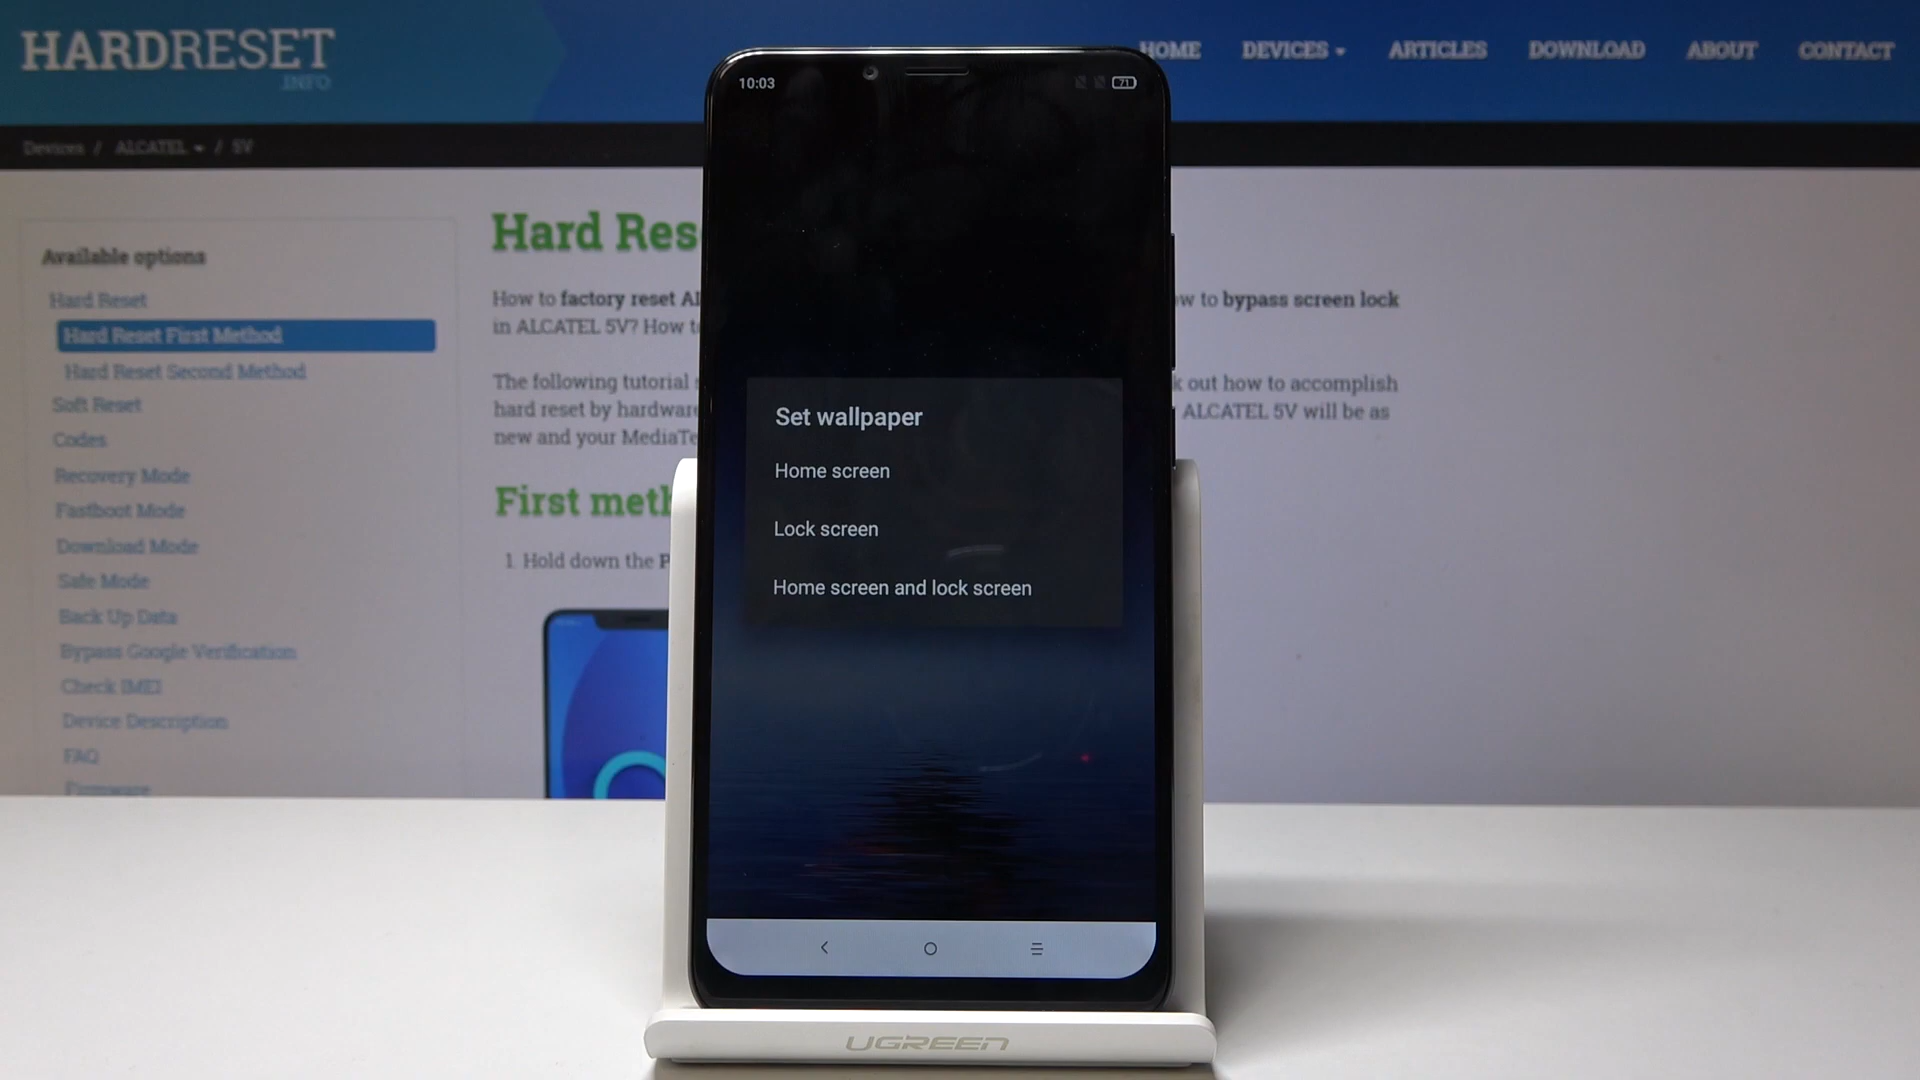 HARDRESET
.INFO
HOME DEVICES ARTICLES DOWNLOAD ABOUT CONTACT
Devices / ALCATEL / 5V
Available options
Hard Reset
Hard Reset First Method
Hard Reset Second Method
Soft Reset
Codes
Recovery Mode
Fastboot Mode
Download Mode
Safe Mode
Back Up Data
Bypass Google Verification
Check IMEI
Device Description
FAQ
Firmware
Hard Res
How to factory reset Al
w to bypass screen lock
in ALCATEL 5V? How t
The following tutorial
k out how to accomplish
hard reset by hardware
ALCATEL 5V will be as
new and your MediaTe
First meth
1. Hold down the P
10:03
71
Set wallpaper
Home screen
Lock screen
Home screen and lock screen
UGREEN